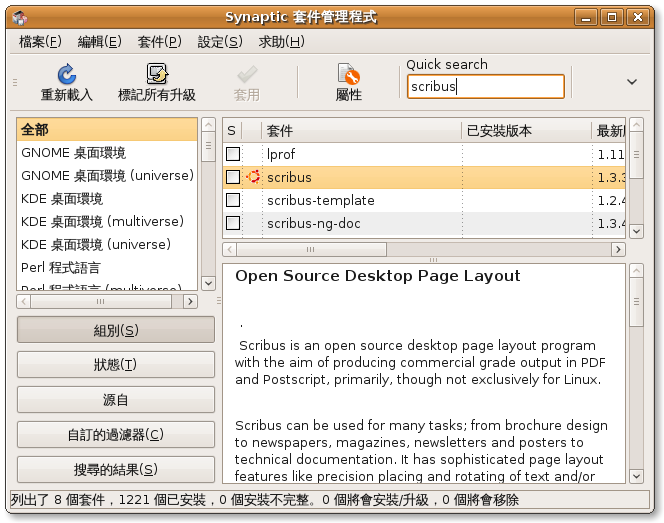 Synaptic 套件管理程式
檔案(F) 編輯(E) 套件(P) 設定(S) 求助(H)
重新載入 標記所有升級 套用 屬性 Quick search
scribus
全部
GNOME 桌面環境
GNOME 桌面環境 (universe)
KDE 桌面環境
KDE 桌面環境 (multiverse)
KDE 桌面環境 (universe)
Perl 程式語言
Perl 程式語言 (multiverse)
組別(S)
狀態(T)
源自
自訂的過濾器(C)
搜尋的結果(S)
S 套件 已安裝版本 最新
lprof 1.11
scribus 1.3.3
scribus-template 1.2.4
scribus-ng-doc 1.3.4
Open Source Desktop Page Layout
.
Scribus is an open source desktop page layout program
with the aim of producing commercial grade output in PDF
and Postscript, primarily, though not exclusively for Linux.
Scribus can be used for many tasks; from brochure design
to newspapers, magazines, newsletters and posters to
technical documentation. It has sophisticated page layout
features like precision placing and rotating of text and/or
列出了 8 個套件，1221 個已安裝，0 個安裝不完整。0 個將會安裝/升級，0 個將會移除